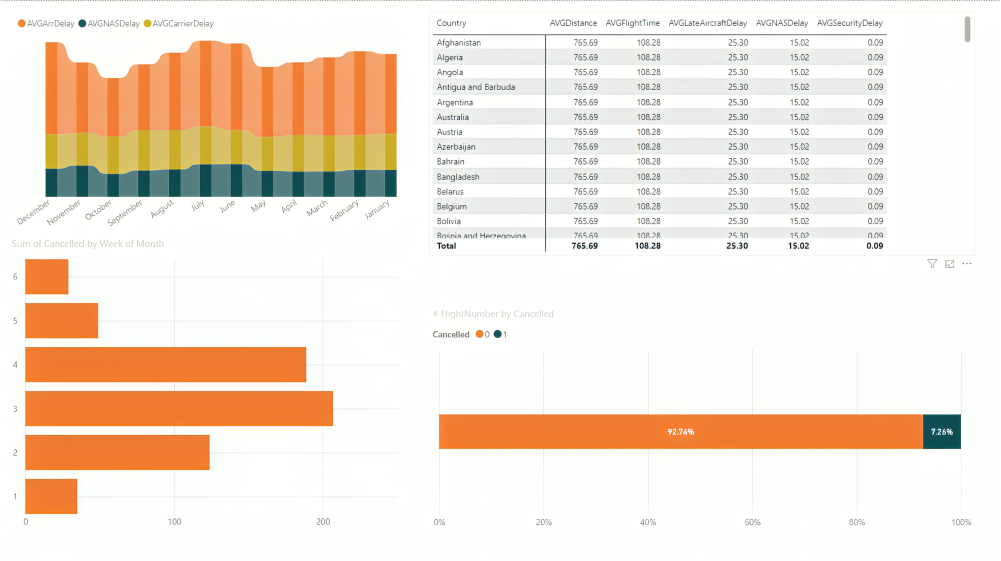 AVGArrDelay AVGNASDelay AVGCarrierDelay
December November October September August July June May April March February January
Sum of Cancelled by Week of Month
6
5
4
3
2
1
0 100 200
Country AVGDistance AVGFlightTime AVGLateAircraftDelay AVGNASDelay AVGSecurityDelay
Afghanistan 765.69 108.28 25.30 15.02 0.09
Algeria 765.69 108.28 25.30 15.02 0.09
Angola 765.69 108.28 25.30 15.02 0.09
Antigua and Barbuda 765.69 108.28 25.30 15.02 0.09
Argentina 765.69 108.28 25.30 15.02 0.09
Australia 765.69 108.28 25.30 15.02 0.09
Austria 765.69 108.28 25.30 15.02 0.09
Azerbaijan 765.69 108.28 25.30 15.02 0.09
Bahrain 765.69 108.28 25.30 15.02 0.09
Bangladesh 765.69 108.28 25.30 15.02 0.09
Belarus 765.69 108.28 25.30 15.02 0.09
Belgium 765.69 108.28 25.30 15.02 0.09
Bolivia 765.69 108.28 25.30 15.02 0.09
Bosnia and Herzegovina 765.69 108.28 25.30 15.02 0.09
Total 765.69 108.28 25.30 15.02 0.09
# FlightNumber by Cancelled
Cancelled 0 1
92.74% 7.26%
0% 20% 40% 60% 80% 100%